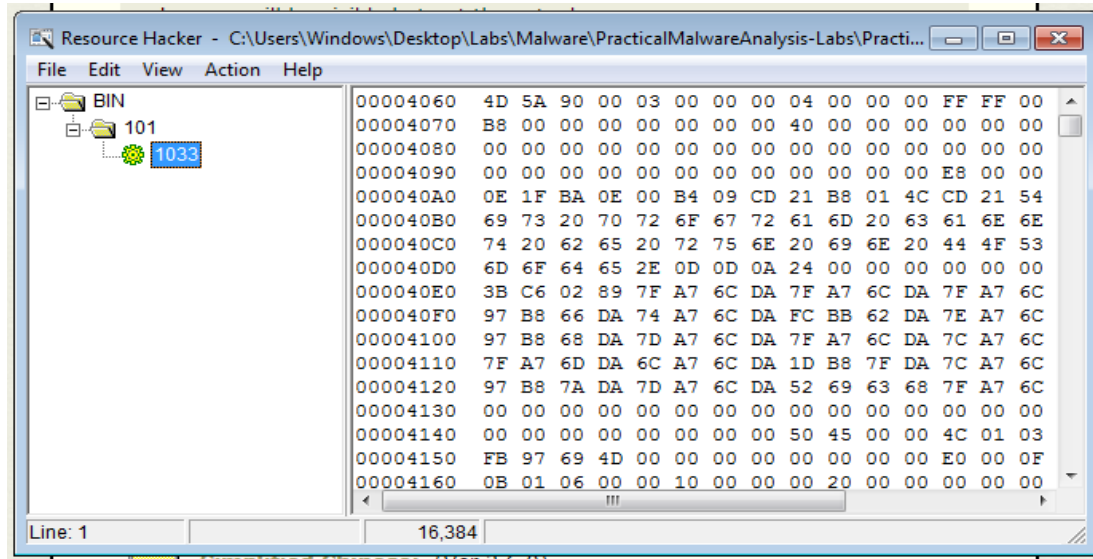 Resource Hacker - C:\Users\Windows\Desktop\Labs\Malware\PracticalMalwareAnalysis-Labs\Practi...
File Edit View Action Help
BIN
101
1033
00004060 4D 5A 90 00 03 00 00 00 04 00 00 00 FF FF 00
00004070 B8 00 00 00 00 00 00 00 40 00 00 00 00 00 00
00004080 00 00 00 00 00 00 00 00 00 00 00 00 00 00 00
00004090 00 00 00 00 00 00 00 00 00 00 00 00 E8 00 00
000040A0 0E 1F BA 0E 00 B4 09 CD 21 B8 01 4C CD 21 54
000040B0 69 73 20 70 72 6F 67 72 61 6D 20 63 61 6E 6E
000040C0 74 20 62 65 20 72 75 6E 20 69 6E 20 44 4F 53
000040D0 6D 6F 64 65 2E 0D 0D 0A 24 00 00 00 00 00 00
000040E0 3B C6 02 89 7F A7 6C DA 7F A7 6C DA 7F A7 6C
000040F0 97 B8 66 DA 74 A7 6C DA FC BB 62 DA 7E A7 6C
00004100 97 B8 68 DA 7D A7 6C DA 7F A7 6C DA 7C A7 6C
00004110 7F A7 6D DA 6C A7 6C DA 1D B8 7F DA 7C A7 6C
00004120 97 B8 7A DA 7D A7 6C DA 52 69 63 68 7F A7 6C
00004130 00 00 00 00 00 00 00 00 00 00 00 00 00 00 00
00004140 00 00 00 00 00 00 00 00 50 45 00 00 4C 01 03
00004150 FB 97 69 4D 00 00 00 00 00 00 00 00 E0 00 0F
00004160 0B 01 06 00 00 10 00 00 00 20 00 00 00 00 00
Line: 1 16,384